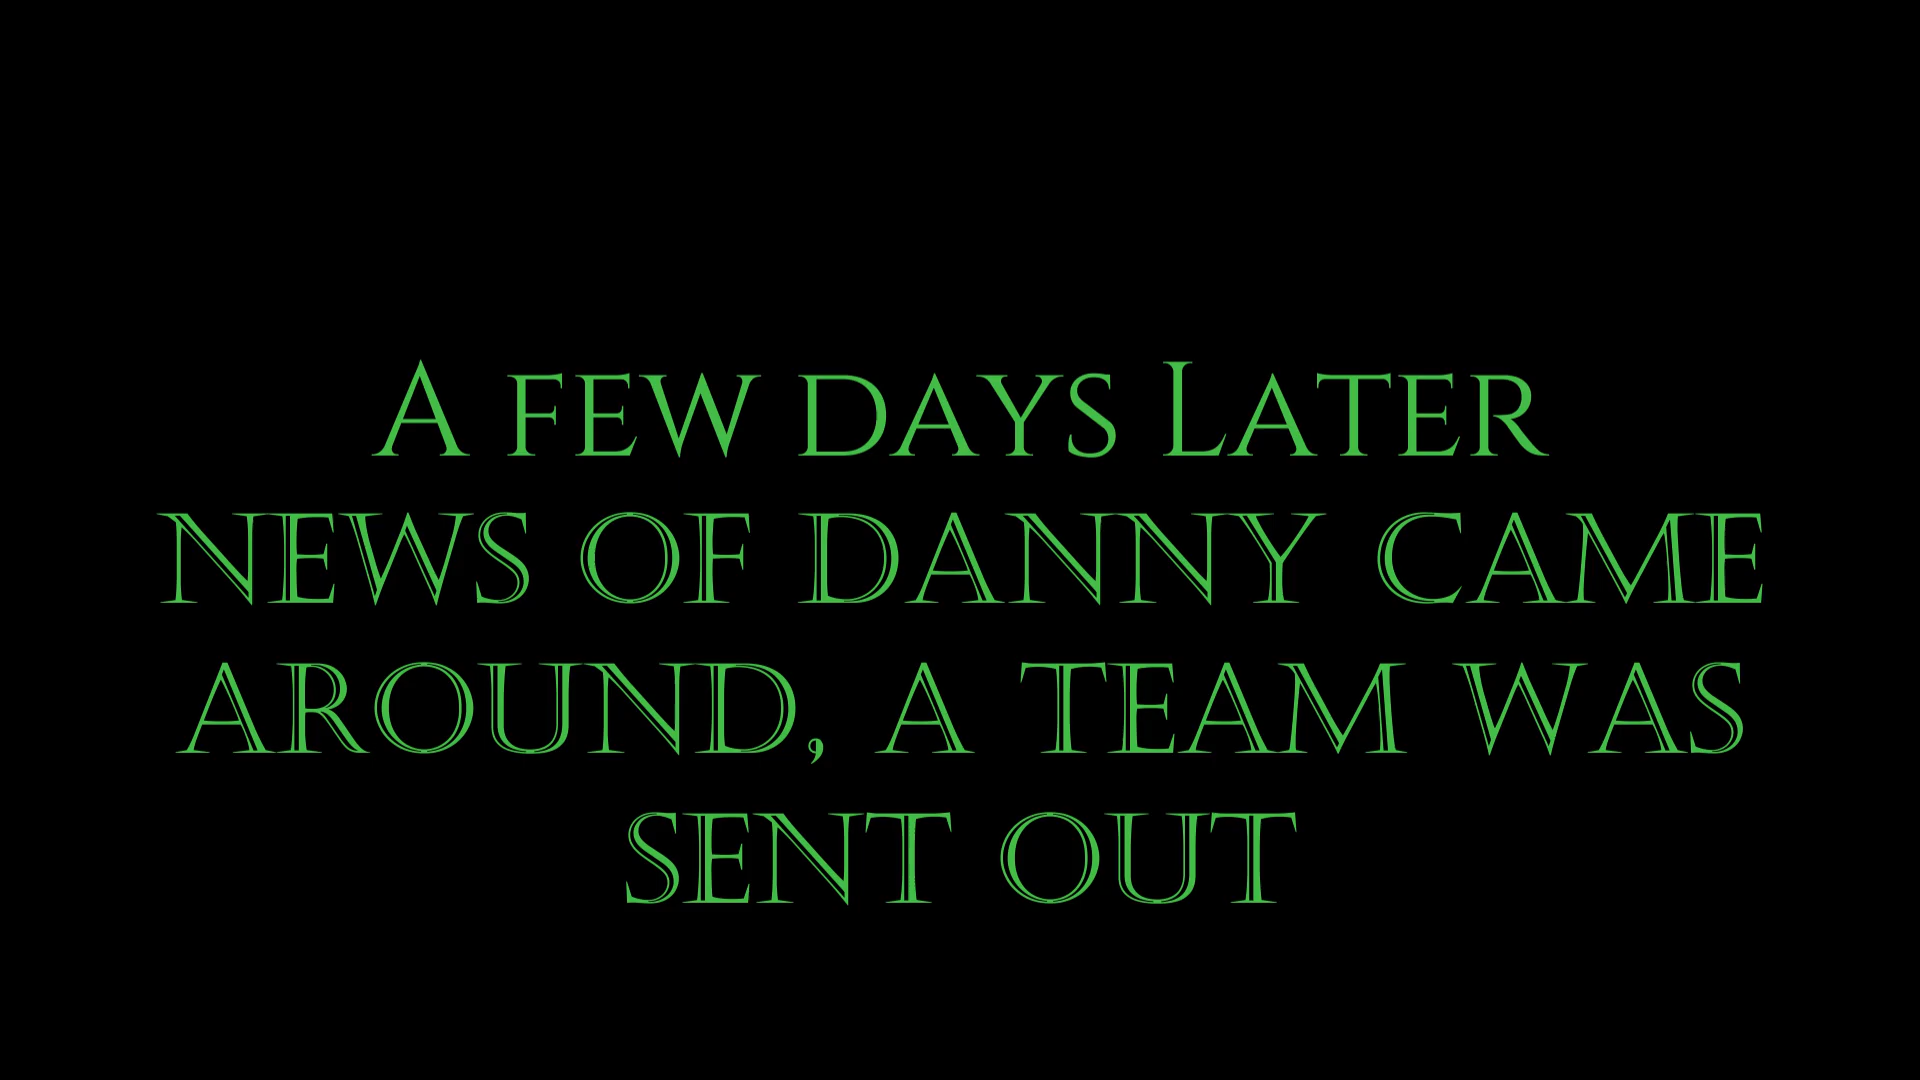 A few days Later
NEWS OF DANNY CAME
AROUND, A TEAM WAS
SENT OUT